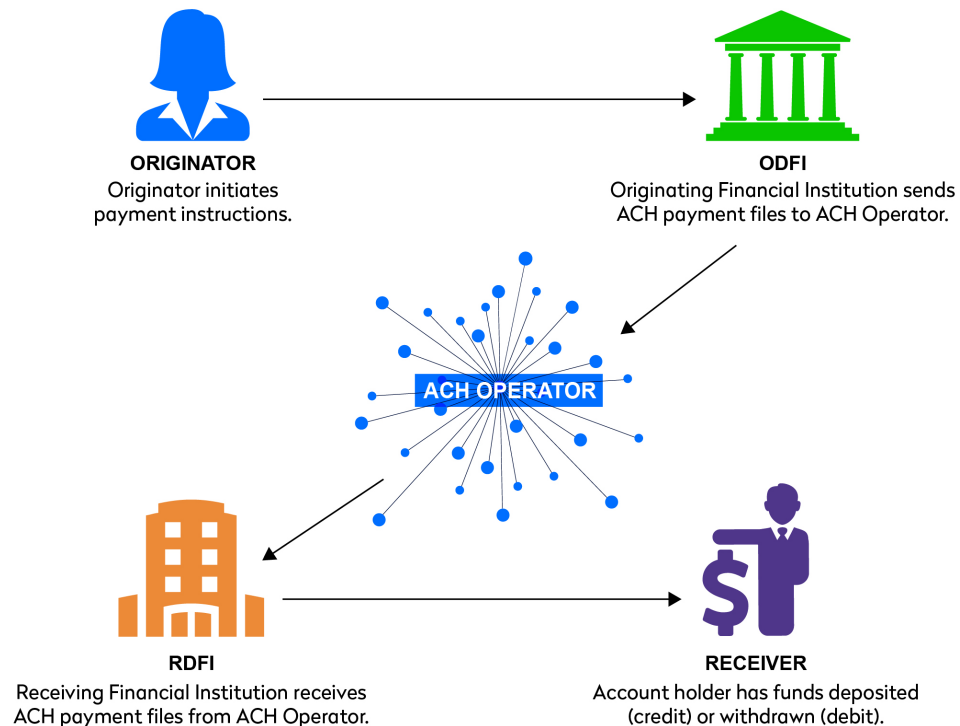 ORIGINATOR
Originator initiates
payment instructions.
ODFI
Originating Financial Institution sends
ACH payment files to ACH Operator.
ACH OPERATOR
RDFI
Receiving Financial Institution receives
ACH payment files from ACH Operator.
RECEIVER
Account holder has funds deposited
(credit) or withdrawn (debit).